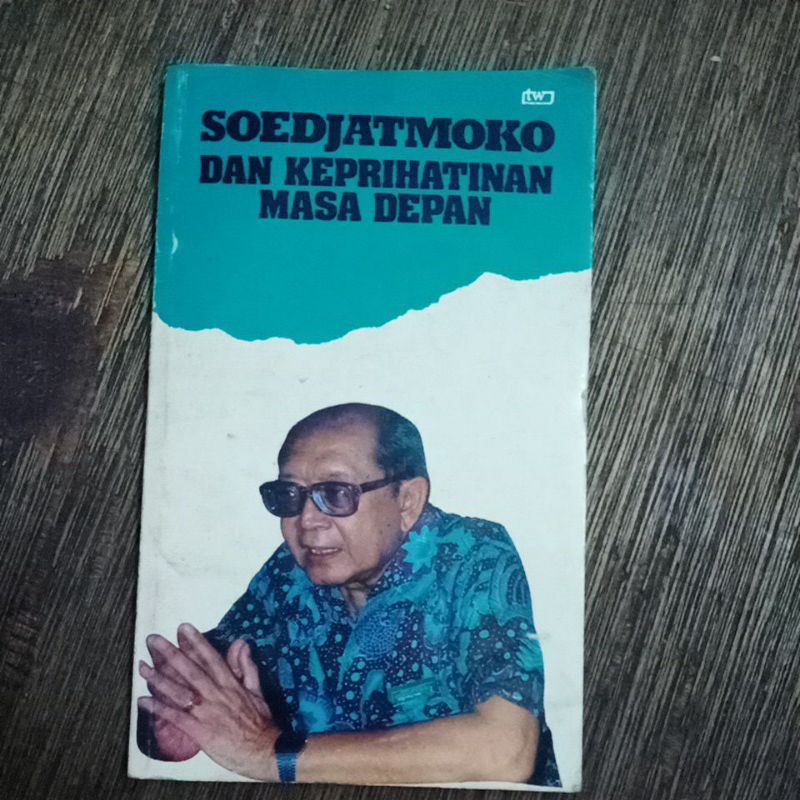 tw
SOEDJATMOKO
DAN KEPRIHATINAN
MASA DEPAN